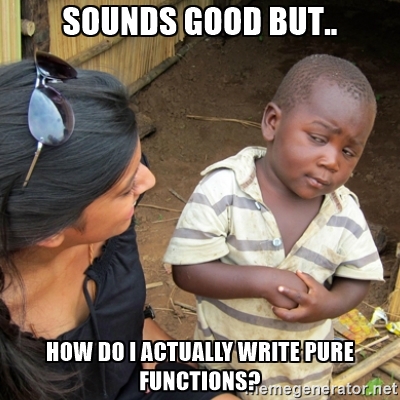 SOUNDS GOOD BUT..
HOW DO I ACTUALLY WRITE PURE
FUNCTIONS?
memegenerator.net